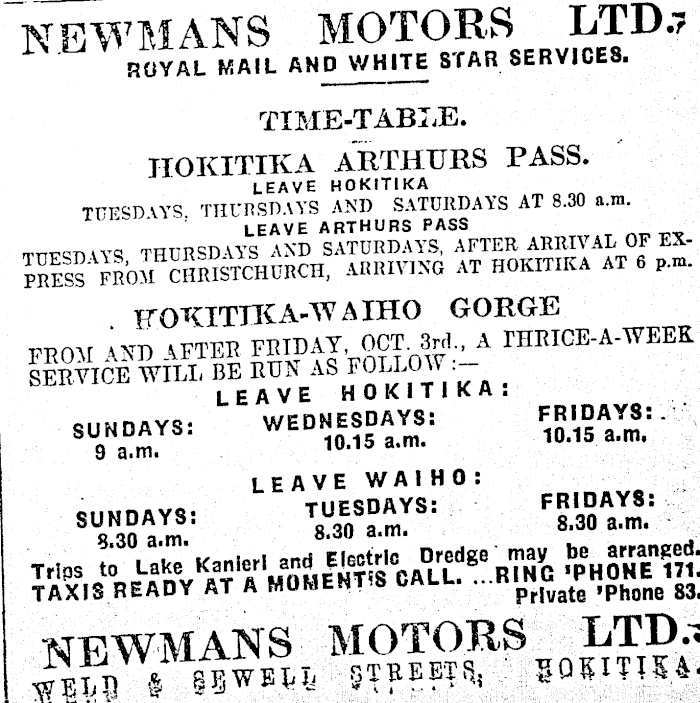 NEWMANS MOTORS LTD.,
ROYAL MAIL AND WHITE STAR SERVICES.
TIME-TABLE.
HOKITIKA ARTHURS PASS.
LEAVE HOKITIKA
TUESDAYS, THURSDAYS AND SATURDAYS AT 8.30 a.m.
LEAVE ARTHURS PASS
TUESDAYS, THURSDAYS AND SATURDAYS, AFTER ARRIVAL OF EX-
PRESS FROM CHRISTCHURCH, ARRIVING AT HOKITIKA AT 6 p.m.
HOKITIKA-WAIHO GORGE
FROM AND AFTER FRIDAY, OCT. 3rd., A THRICE-A-WEEK
SERVICE WILL BE RUN AS FOLLOW:—
LEAVE HOKITIKA:
SUNDAYS: WEDNESDAYS: FRIDAYS:
9 a.m. 10.15 a.m. 10.15 a.m.
LEAVE WAIHO:
SUNDAYS: TUESDAYS: FRIDAYS:
8.30 a.m. 8.30 a.m. 8.30 a.m.
Trips to Lake Kanieri and Electric Dredge may be arranged.
TAXIS READY AT A MOMENT'S CALL. ...RING 'PHONE 171.
Private 'Phone 83.
NEWMANS MOTORS LTD.,
WELD & SEWELL STREETS, HOKITIKA.